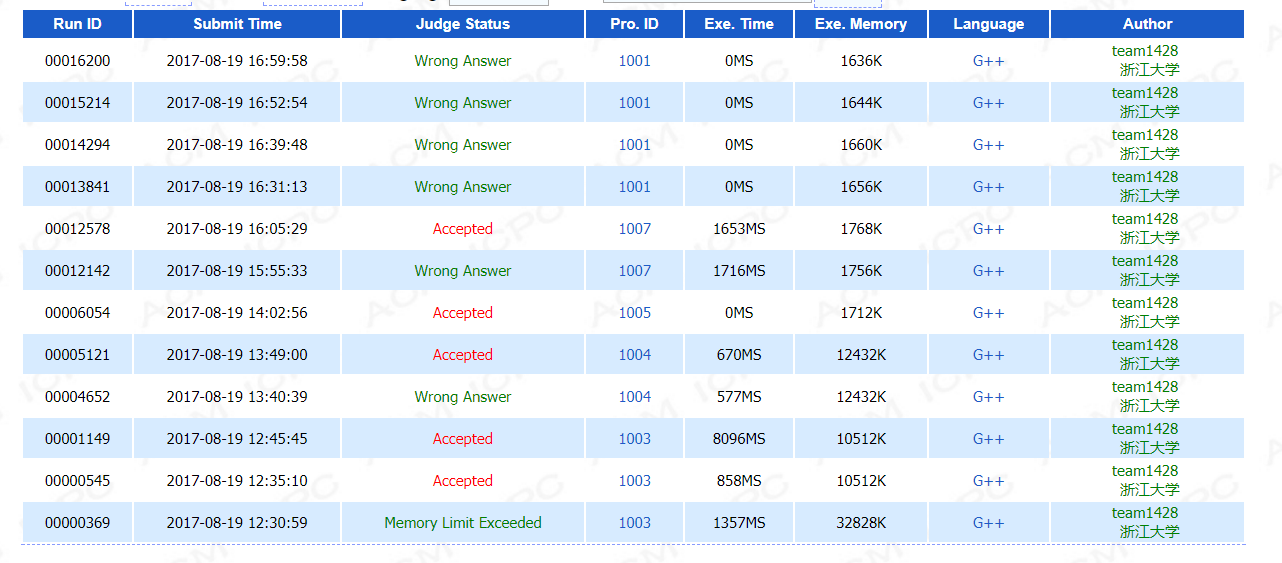 Run ID Submit Time Judge Status Pro. ID Exe. Time Exe. Memory Language Author
00016200 2017-08-19 16:59:58 Wrong Answer 1001 0MS 1636K G++ team1428
浙江大学
00015214 2017-08-19 16:52:54 Wrong Answer 1001 0MS 1644K G++ team1428
浙江大学
00014294 2017-08-19 16:39:48 Wrong Answer 1001 0MS 1660K G++ team1428
浙江大学
00013841 2017-08-19 16:31:13 Wrong Answer 1001 0MS 1656K G++ team1428
浙江大学
00012578 2017-08-19 16:05:29 Accepted 1007 1653MS 1768K G++ team1428
浙江大学
00012142 2017-08-19 15:55:33 Wrong Answer 1007 1716MS 1756K G++ team1428
浙江大学
00006054 2017-08-19 14:02:56 Accepted 1005 0MS 1712K G++ team1428
浙江大学
00005121 2017-08-19 13:49:00 Accepted 1004 670MS 12432K G++ team1428
浙江大学
00004652 2017-08-19 13:40:39 Wrong Answer 1004 577MS 12432K G++ team1428
浙江大学
00001149 2017-08-19 12:45:45 Accepted 1003 8096MS 10512K G++ team1428
浙江大学
00000545 2017-08-19 12:35:10 Accepted 1003 858MS 10512K G++ team1428
浙江大学
00000369 2017-08-19 12:30:59 Memory Limit Exceeded 1003 1357MS 32828K G++ team1428
浙江大学